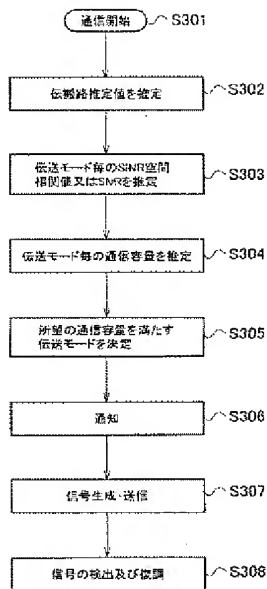 通信開始 S301
伝搬路推定値を推定 S302
伝送モード毎のSINR空間
相関値又はSNRを推定 S303
伝送モード毎の通信容量を推定 S304
所望の通信容量を満たす
伝送モードを決定 S305
通知 S306
信号生成・送信 S307
信号の検出及び復調 S308